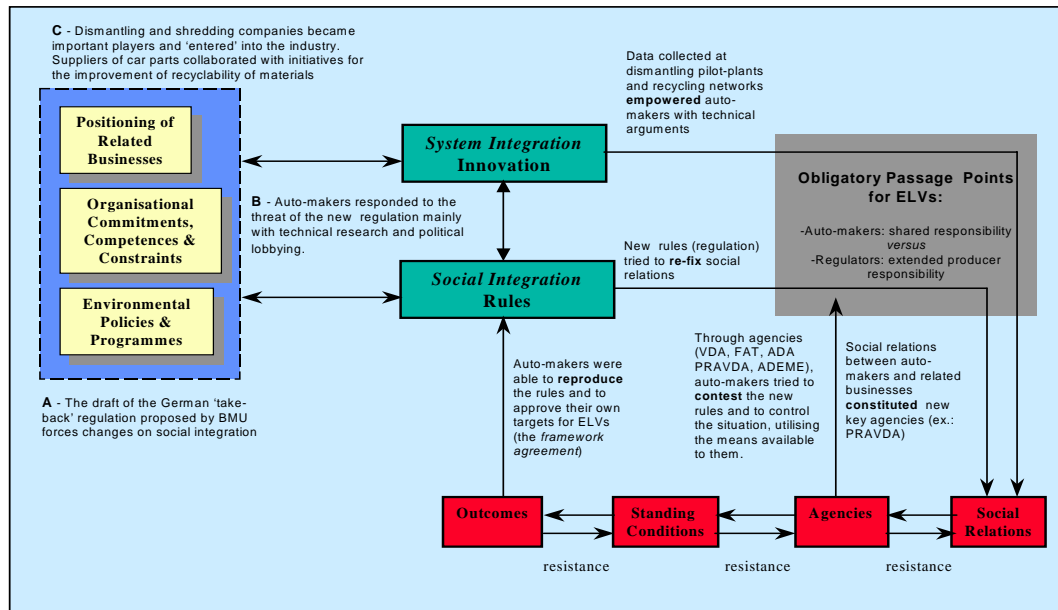 C - Dismantling and shredding companies became
important players and ‘entered’ into the industry.
Suppliers of car parts collaborated with initiatives for
the improvement of recyclability of materials
Positioning of
Related
Businesses
Organisational
Commitments,
Competences &
Constraints
Environmental
Policies &
Programmes
A - The draft of the German ‘take-
back’ regulation proposed by BMU
forces changes on social integration
B - Auto-makers responded to the
threat of the new regulation mainly
with technical research and political
lobbying.
System Integration
Innovation
Social Integration
Rules
Data collected at
dismantling pilot-plants
and recycling networks
empowered auto-
makers with technical
arguments
Obligatory Passage Points
for ELVs:
-Auto-makers: shared responsibility
versus
-Regulators: extended producer
responsibility
New rules (regulation)
tried to re-fix social
relations
Auto-makers were
able to reproduce
the rules and to
approve their own
targets for ELVs
(the framework
agreement)
Through agencies
(VDA, FAT, ADA
PRAVDA, ADEME),
auto-makers tried to
contest the new
rules and to control
the situation, utilising
the means available
to them.
Social relations
between auto-
makers and related
businesses
constituted new
key agencies (ex.:
PRAVDA)
Outcomes
Standing
Conditions
Agencies
Social
Relations
resistance
resistance
resistance